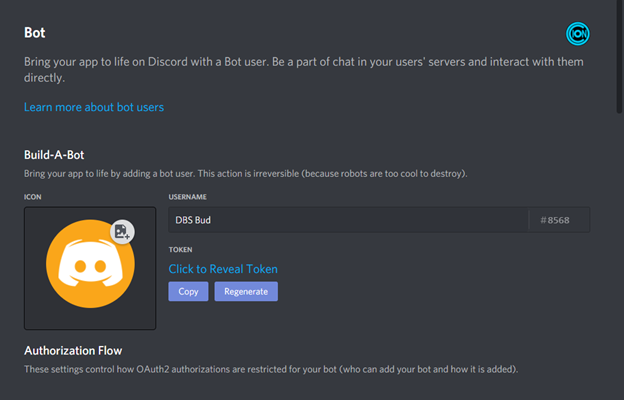 Bot
ION
Bring your app to life on Discord with a Bot user. Be a part of chat in your users' servers and interact with them
directly.
Learn more about bot users
Build-A-Bot
Bring your app to life by adding a bot user. This action is irreversible (because robots are too cool to destroy).
ICON
USERNAME
DBS Bud
#8568
TOKEN
Click to Reveal Token
Copy
Regenerate
Authorization Flow
These settings control how OAuth2 authorizations are restricted for your bot (who can add your bot and how it is added).